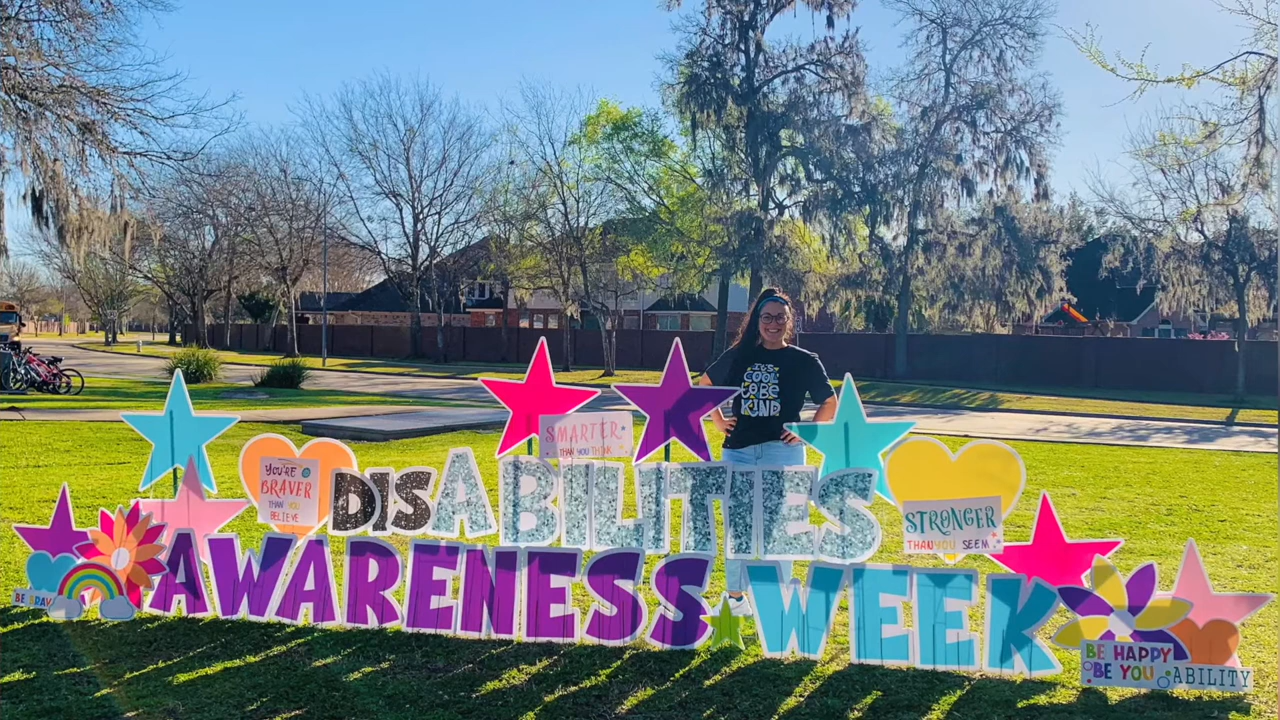 IT'S
COOL
TO BE
KIND
SMARTER
THAN YOU THINK
YOU'RE
BRAVER
THAN YOU
BELIEVE
DISABILITIES
STRONGER
THAN YOU SEEM
AWARENESS WEEK
BE BRAVE
BE HAPPY
BE YOU
ABILITY